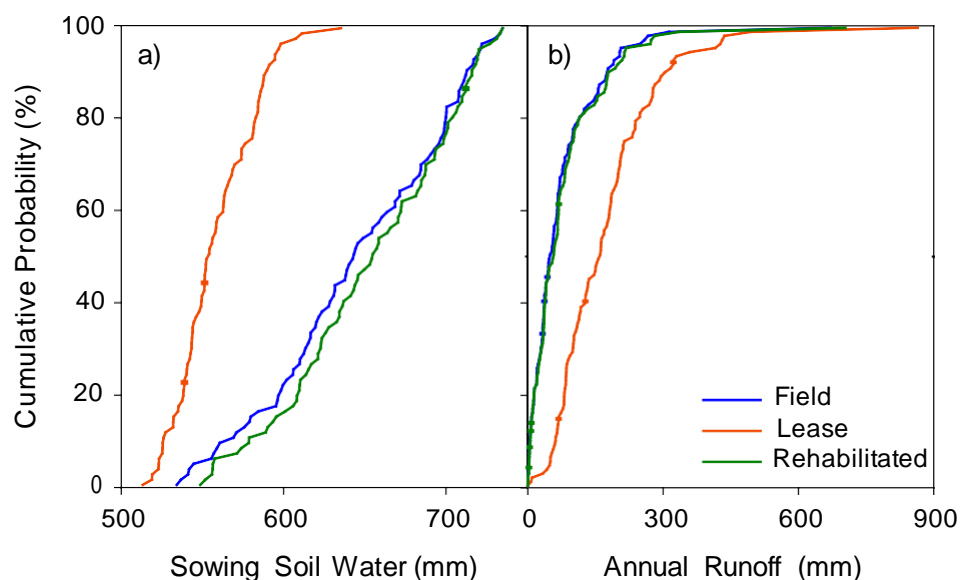 Cumulative Probability (%)
100
80
60
40
20
0
a)
500
600
700
Sowing Soil Water (mm)
b)
Field
Lease
Rehabilitated
0
300
600
900
Annual Runoff (mm)